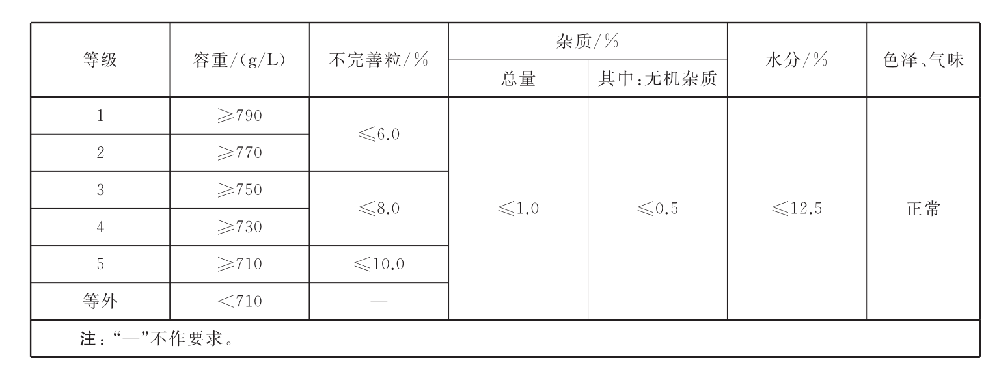 等级 容重/(g/L) 不完善粒/% 杂质/% 水分/% 色泽、气味
总量 其中:无机杂质
1 ≥790 ≤6.0 ≤1.0 ≤0.5 ≤12.5 正常
2 ≥770
3 ≥750 ≤8.0
4 ≥730
5 ≥710 ≤10.0
等外 <710 —
注:“—”不作要求。